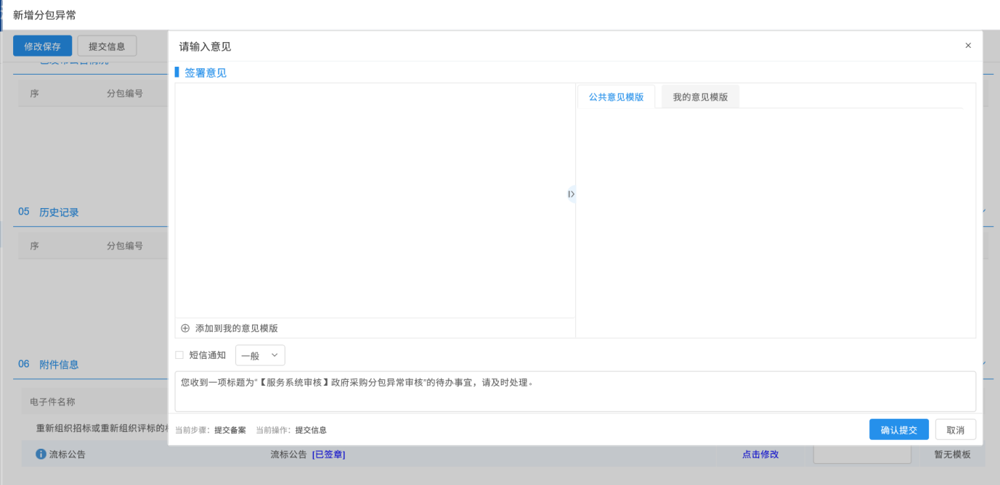 新增分包异常
修改保存 提交信息
请输入意见 ×
签署意见
序 分包编号
公共意见模版 我的意见模版
05 历史记录
序 分包编号
添加到我的意见模版
短信通知 一般
06 附件信息
您收到一项标题为"【服务系统审核】政府采购分包异常审核"的待办事宜，请及时处理。
电子件名称
重新组织招标或重新组织评标的
当前步骤：提交备案 当前操作：提交信息
确认提交 取消
流标公告 流标公告 [已签章] 点击修改 暂无模板